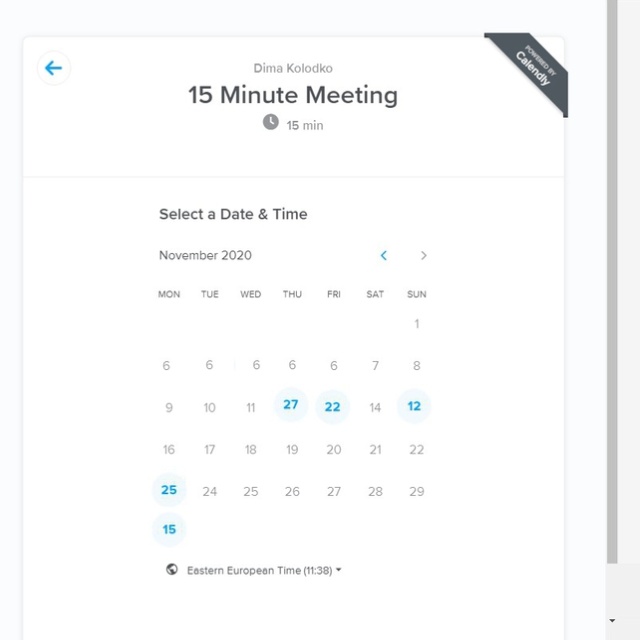 POWERED BY
Calendly
Dima Kolodko
15 Minute Meeting
15 min
Select a Date & Time
November 2020
MON TUE WED THU FRI SAT SUN
1
6 6 6 6 6 7 8
9 10 11 27 22 14 12
16 17 18 19 20 21 22
25 24 25 26 27 28 29
15
Eastern European Time (11:38)